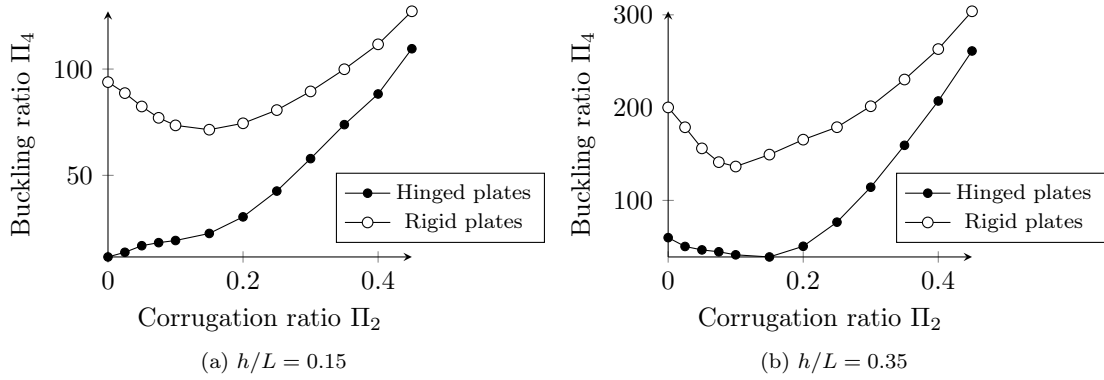 Buckling ratio Π4
100
50
0
0.2
0.4
Corrugation ratio Π2
Hinged plates
Rigid plates
(a) h/L = 0.15
Buckling ratio Π4
300
200
100
0
0.2
0.4
Corrugation ratio Π2
Hinged plates
Rigid plates
(b) h/L = 0.35